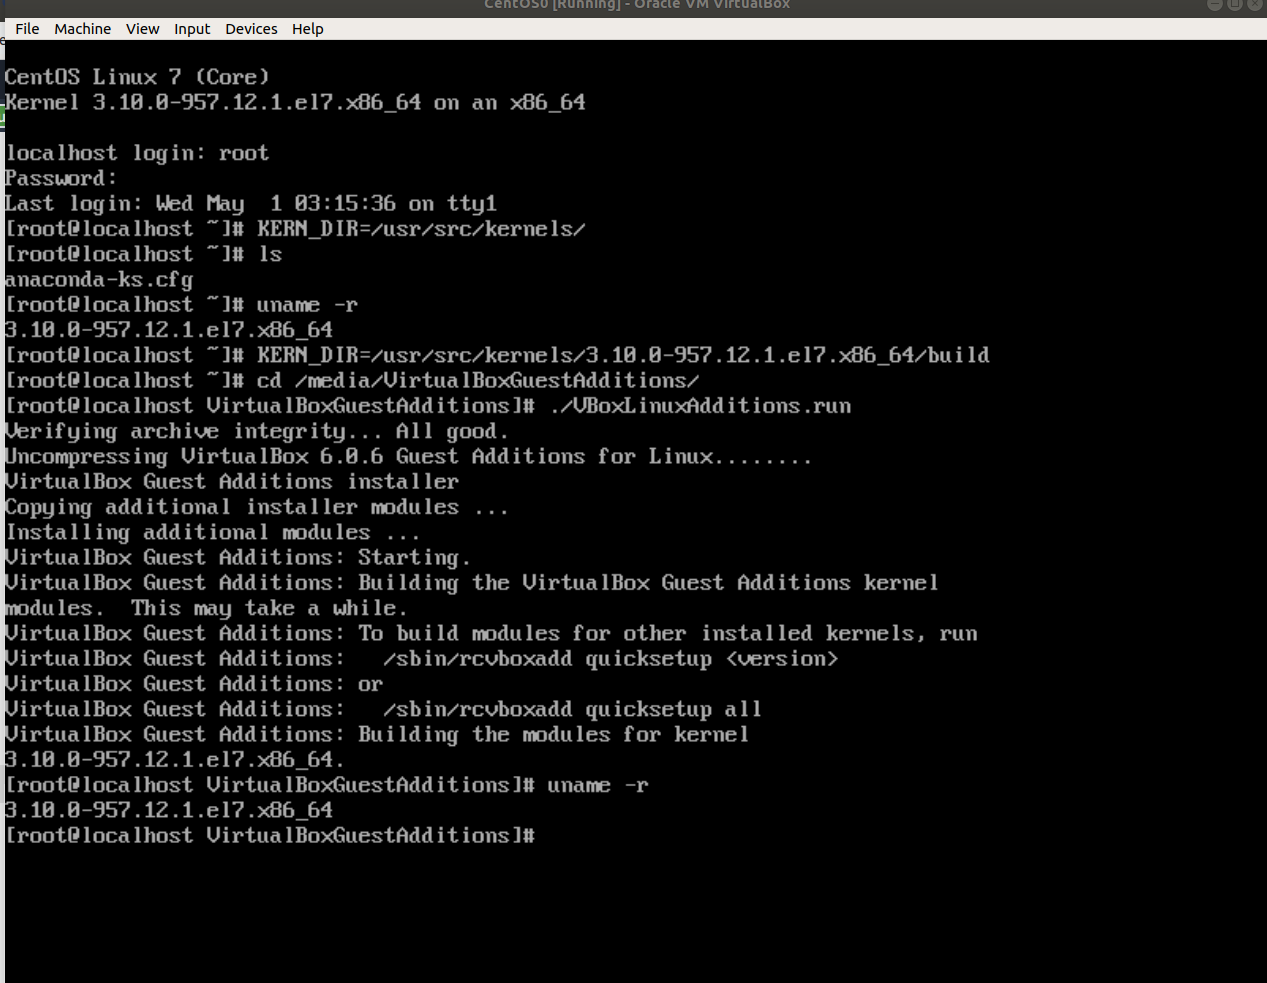 CentOS0 [Running] - Oracle VM VirtualBox
File Machine View Input Devices Help
CentOS Linux 7 (Core)
Kernel 3.10.0-957.12.1.el7.x86_64 on an x86_64
localhost login: root
Password:
Last login: Wed May  1 03:15:36 on tty1
[root@localhost ~]# KERN_DIR=/usr/src/kernels/
[root@localhost ~]# ls
anaconda-ks.cfg
[root@localhost ~]# uname -r
3.10.0-957.12.1.el7.x86_64
[root@localhost ~]# KERN_DIR=/usr/src/kernels/3.10.0-957.12.1.el7.x86_64/build
[root@localhost ~]# cd /media/VirtualBoxGuestAdditions/
[root@localhost VirtualBoxGuestAdditions]# ./VBoxLinuxAdditions.run
Verifying archive integrity... All good.
Uncompressing VirtualBox 6.0.6 Guest Additions for Linux........
VirtualBox Guest Additions installer
Copying additional installer modules ...
Installing additional modules ...
VirtualBox Guest Additions: Starting.
VirtualBox Guest Additions: Building the VirtualBox Guest Additions kernel
modules.  This may take a while.
VirtualBox Guest Additions: To build modules for other installed kernels, run
VirtualBox Guest Additions:   /sbin/rcvboxadd quicksetup <version>
VirtualBox Guest Additions: or
VirtualBox Guest Additions:   /sbin/rcvboxadd quicksetup all
VirtualBox Guest Additions: Building the modules for kernel
3.10.0-957.12.1.el7.x86_64.
[root@localhost VirtualBoxGuestAdditions]# uname -r
3.10.0-957.12.1.el7.x86_64
[root@localhost VirtualBoxGuestAdditions]#